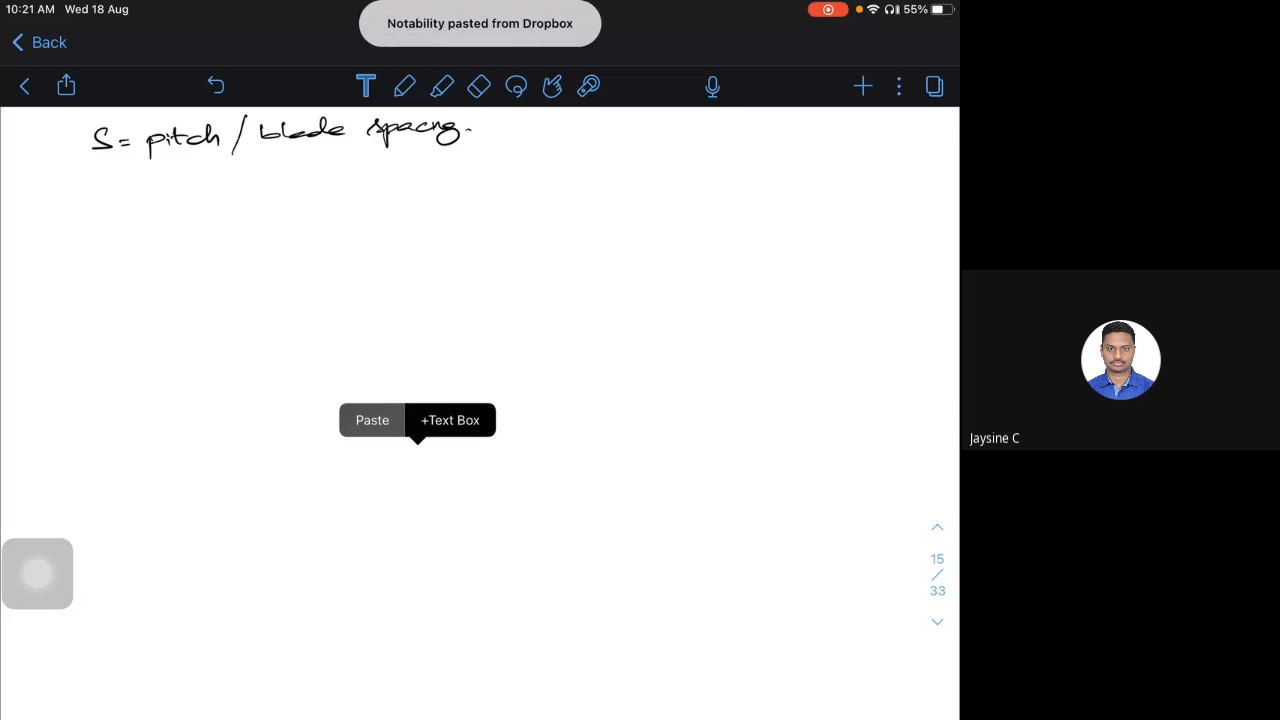 10:21 AM Wed 18 Aug
Notability pasted from Dropbox
55%
Back
S = pitch / blade spacng.
Paste
+Text Box
Jaysine C
15
/
33